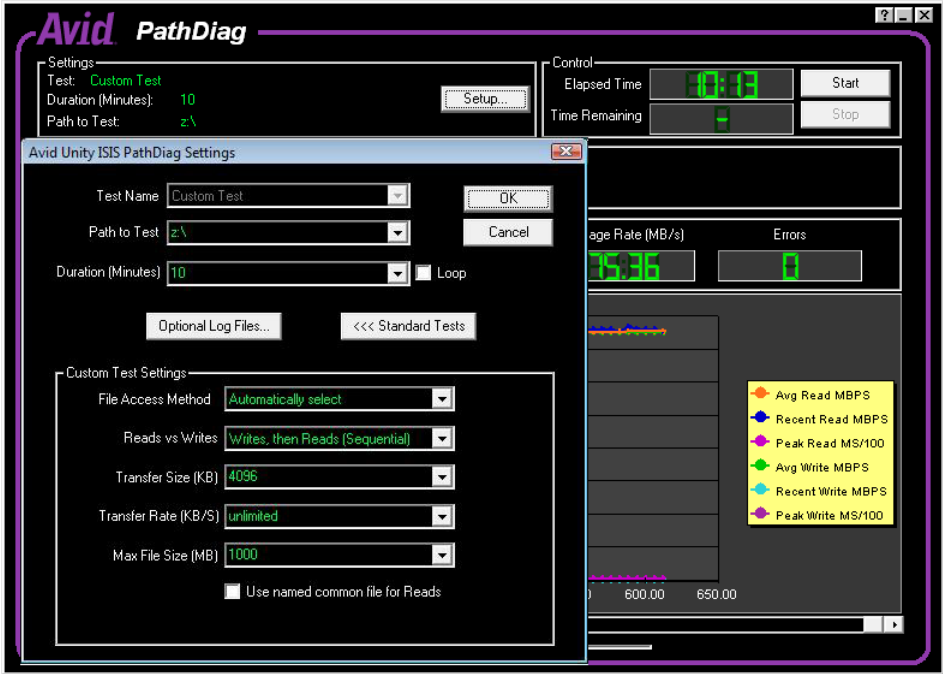 Avid PathDiag
Settings
Test: Custom Test
Duration (Minutes): 10
Path to Test: z:\
Setup...
Control
Elapsed Time 10:13 Start
Time Remaining - Stop
Avid Unity ISIS PathDiag Settings
Test Name Custom Test OK
Path to Test z:\ Cancel
Duration (Minutes) 10 Loop
Optional Log Files... <<< Standard Tests
Custom Test Settings
File Access Method Automatically select
Reads vs Writes Writes, then Reads (Sequential)
Transfer Size (KB) 4096
Transfer Rate (KB/S) unlimited
Max File Size (MB) 1000
Use named common file for Reads
age Rate (MB/s) Errors
75.36 0
Avg Read MBPS
Recent Read MBPS
Peak Read MS/100
Avg Write MBPS
Recent Write MBPS
Peak Write MS/100
600.00 650.00